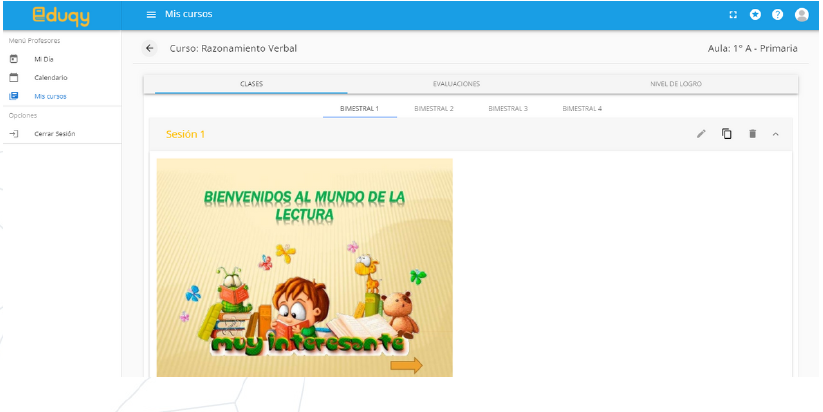 eduqy
Mis cursos
Menú Profesores
Mi Día
Calendario
Mis cursos
Opciones
Cerrar Sesión
Curso: Razonamiento Verbal
Aula: 1° A - Primaria
CLASES
EVALUACIONES
NIVEL DE LOGRO
BIMESTRAL 1
BIMESTRAL 2
BIMESTRAL 3
BIMESTRAL 4
Sesión 1
BIENVENIDOS AL MUNDO DE LA
LECTURA
muy interesante